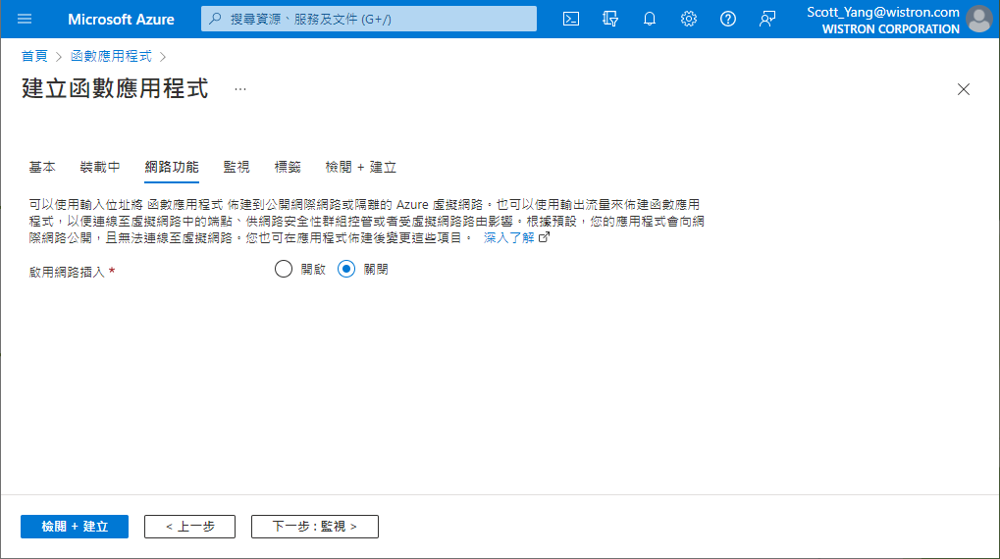 Microsoft Azure
搜尋資源、服務及文件 (G+/)
Scott_Yang@wistron.com
WISTRON CORPORATION
首頁 > 函數應用程式 >
建立函數應用程式 ...
基本 裝載中 網路功能 監視 標籤 檢閱 + 建立
可以使用輸入位址將 函數應用程式 佈建到公開網際網路或隔離的 Azure 虛擬網路。也可以使用輸出流量來佈建函數應用
程式，以便連線至虛擬網路中的端點、供網路安全性群組控管或者受虛擬網路路由影響。根據預設，您的應用程式會向網
際網路公開，且無法連線至虛擬網路。您也可在應用程式佈建後變更這些項目。 深入了解
啟用網路插入 * 開啟 關閉
檢閱 + 建立 < 上一步 下一步 : 監視 >